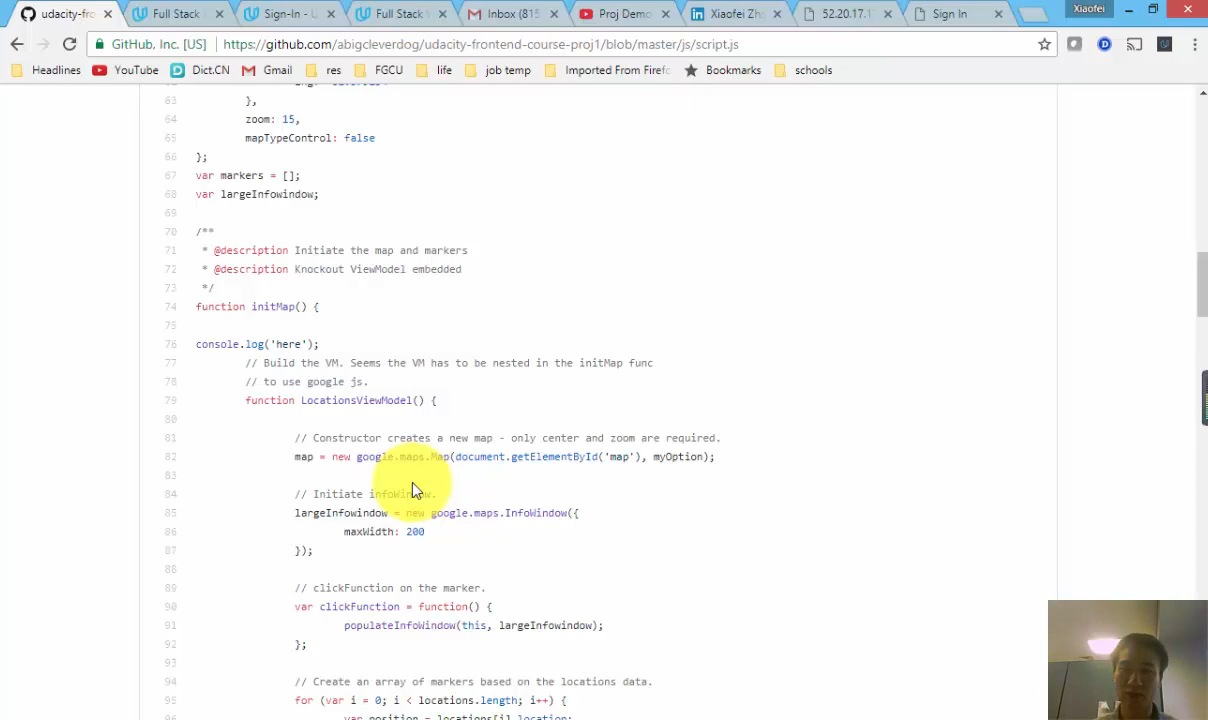 udacity-fro
Full Stack
Sign-In - U
Full Stack W
Inbox (815
Proj Demo
Xiaofei Zh
52.20.17.1
Sign In
Xiaofei
GitHub, Inc. [US]
https://github.com/abigcleverdog/udacity-frontend-course-proj1/blob/master/js/script.js
Headlines
YouTube
Dict.CN
Gmail
res
FGCU
life
job temp
Imported From Firefo
Bookmarks
schools
63 },
64 zoom: 15,
65 mapTypeControl: false
66 };
67 var markers = [];
68 var largeInfowindow;
69
70 /**
71 * @description Initiate the map and markers
72 * @description Knockout ViewModel embedded
73 */
74 function initMap() {
75
76 console.log('here');
77 // Build the VM. Seems the VM has to be nested in the initMap func
78 // to use google js.
79 function LocationsViewModel() {
80
81 // Constructor creates a new map - only center and zoom are required.
82 map = new google.maps.Map(document.getElementById('map'), myOption);
83
84 // Initiate infoWindow.
85 largeInfowindow = new google.maps.InfoWindow({
86 maxWidth: 200
87 });
88
89 // clickFunction on the marker.
90 var clickFunction = function() {
91 populateInfoWindow(this, largeInfowindow);
92 };
93
94 // Create an array of markers based on the locations data.
95 for (var i = 0; i < locations.length; i++) {
96 var position = locations[i].location;